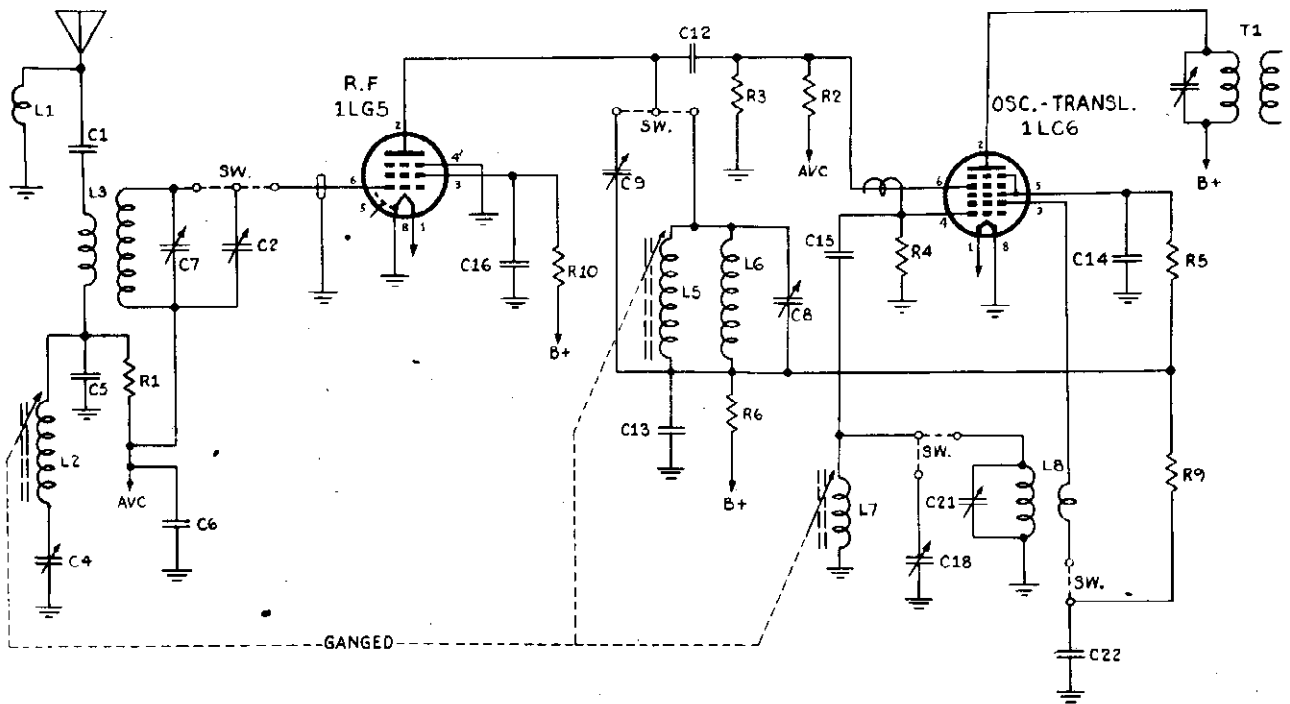 C12
T1
R.F
1LG5
L1
R3
R2
OSC.-TRANSL.
1LC6
2
2
SW.
C1
4'
3
AVC
C9
B+
L3
SW.
6
5
8
1
6
4
5
3
1
8
C7
C2
C16
R10
C15
R4
C14
R5
L5
L6
C8
B+
C5
R1
C13
R6
L2
AVC
SW.
L8
R9
B+
L7
C21
C6
C4
C18
SW.
GANGED
C22